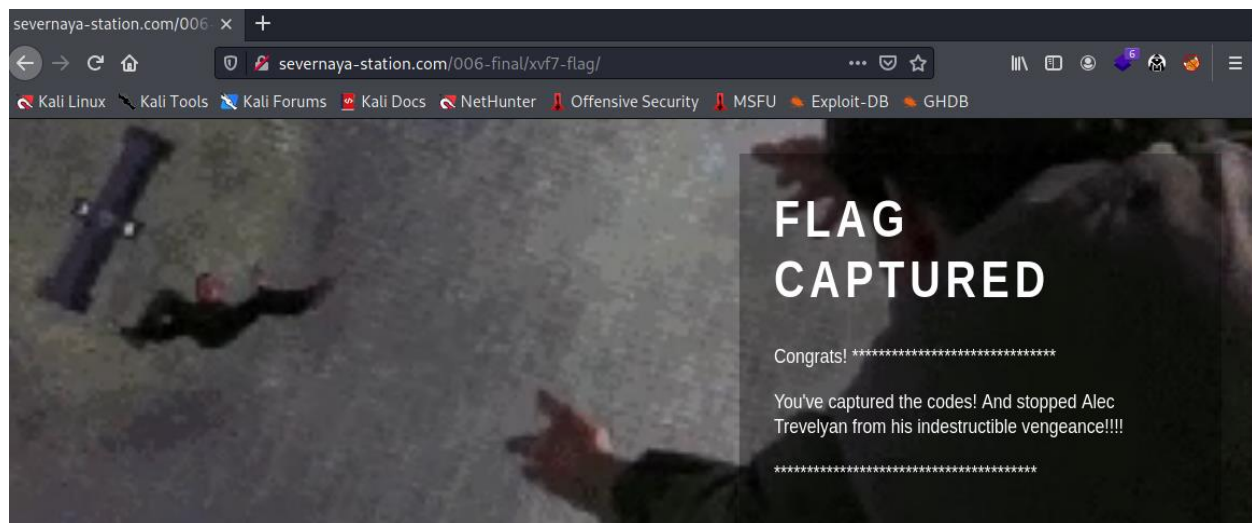 severnaya-station.com/006-
severnaya-station.com/006-final/xvf7-flag/
6
Kali Linux Kali Tools Kali Forums Kali Docs NetHunter Offensive Security MSFU Exploit-DB GHDB
FLAG
CAPTURED
Congrats! *******************************
You've captured the codes! And stopped Alec
Trevelyan from his indestructible vengeance!!!!
****************************************